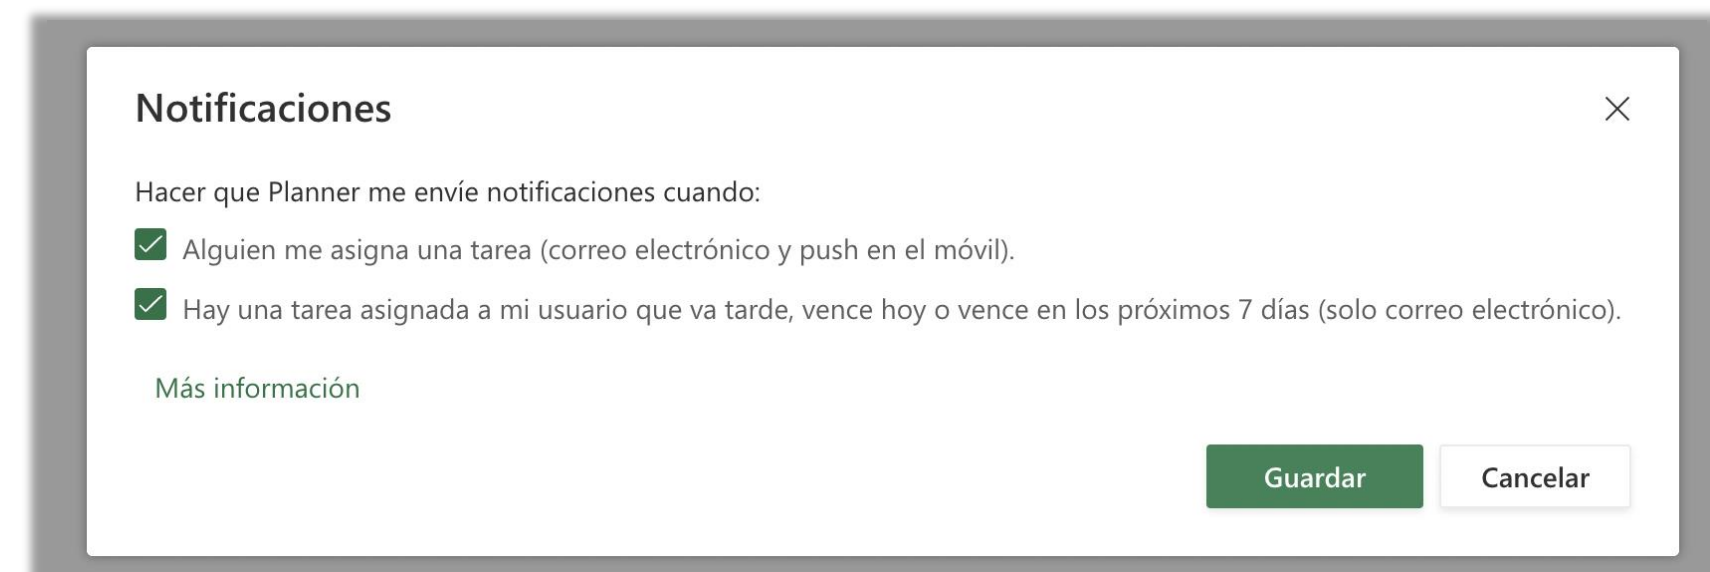 Notificaciones
Hacer que Planner me envíe notificaciones cuando:
Alguien me asigna una tarea (correo electrónico y push en el móvil).
Hay una tarea asignada a mi usuario que va tarde, vence hoy o vence en los próximos 7 días (solo correo electrónico).
Más información
Guardar
Cancelar